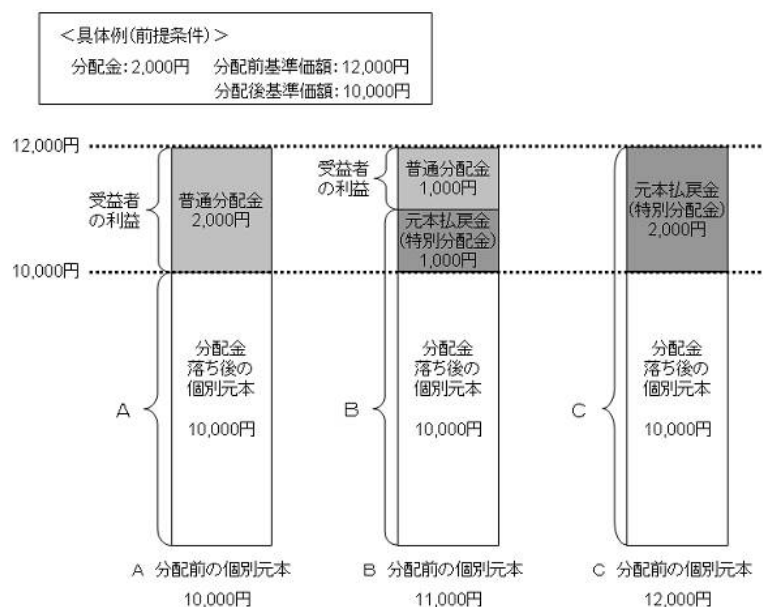 ＜具体例(前提条件)＞
分配金：2,000円　分配前基準価額：12,000円
分配後基準価額：10,000円
12,000円
受益者
の利益
普通分配金
2,000円
10,000円
A
分配金
落ち後の
個別元本
10,000円
A 分配前の個別元本
10,000円
受益者
の利益
普通分配金
1,000円
元本払戻金
(特別分配金)
1,000円
B
分配金
落ち後の
個別元本
10,000円
B 分配前の個別元本
11,000円
元本払戻金
(特別分配金)
2,000円
C
分配金
落ち後の
個別元本
10,000円
C 分配前の個別元本
12,000円